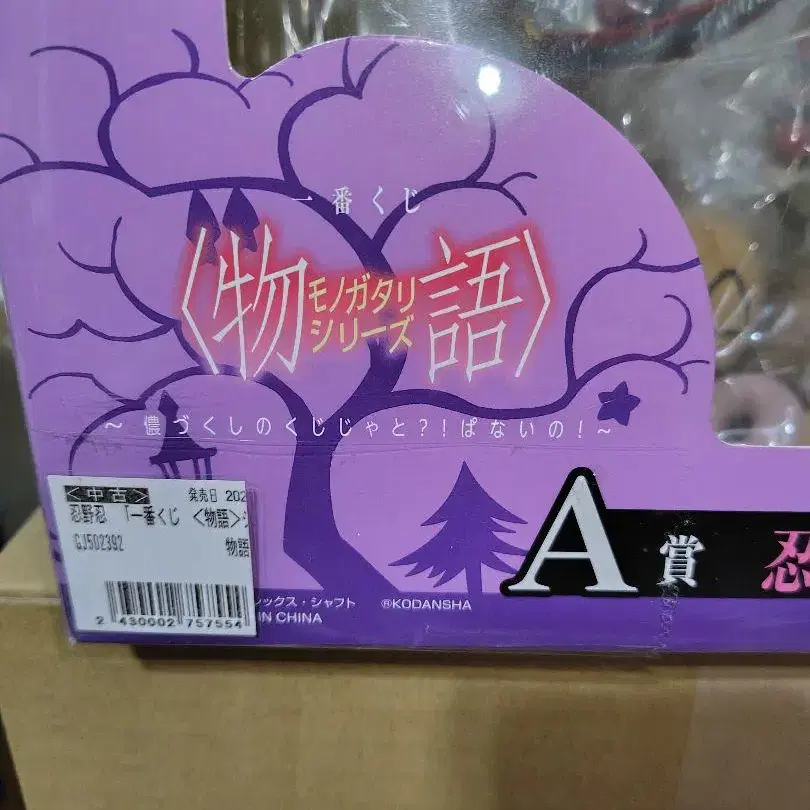 一番くじ
〈物語〉
モノガタリ
シリーズ
～儂づくしのくじじゃと?!ぱないの!～
<中古> 発売日 202
忍野忍 「一番くじ <物語>シ
GJ502392 物語
2 430002 757554
レックス・シャフト ®KODANSHA
IN CHINA
A賞 忍